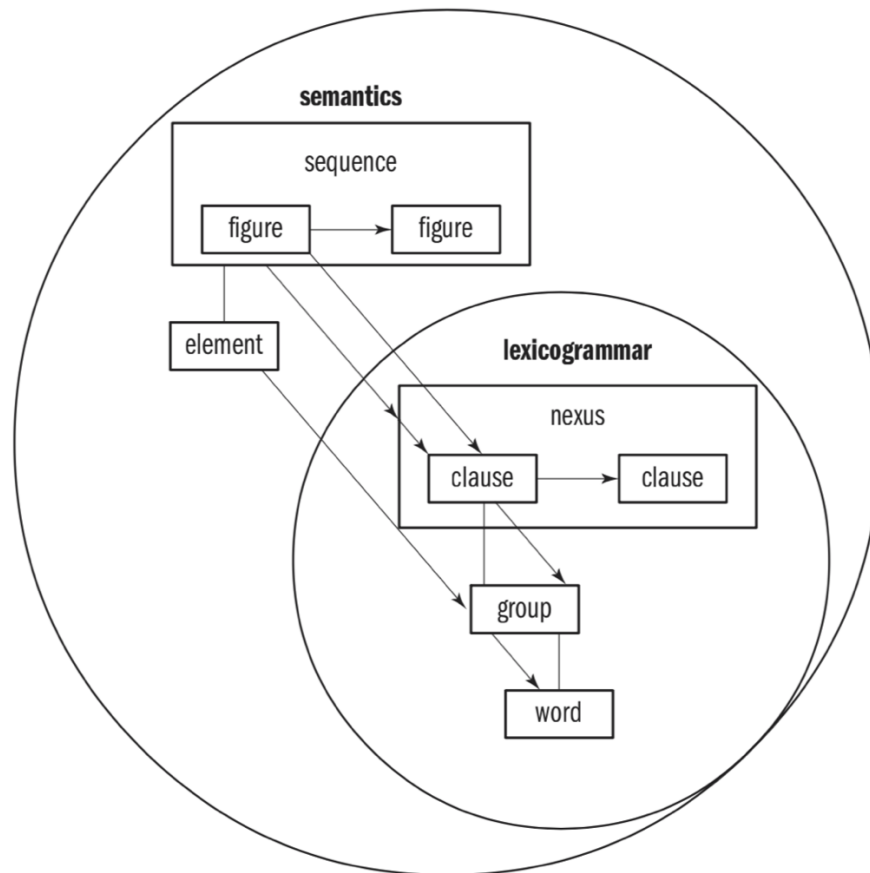 semantics
sequence
figure figure
element
lexicogrammar
nexus
clause clause
group
word